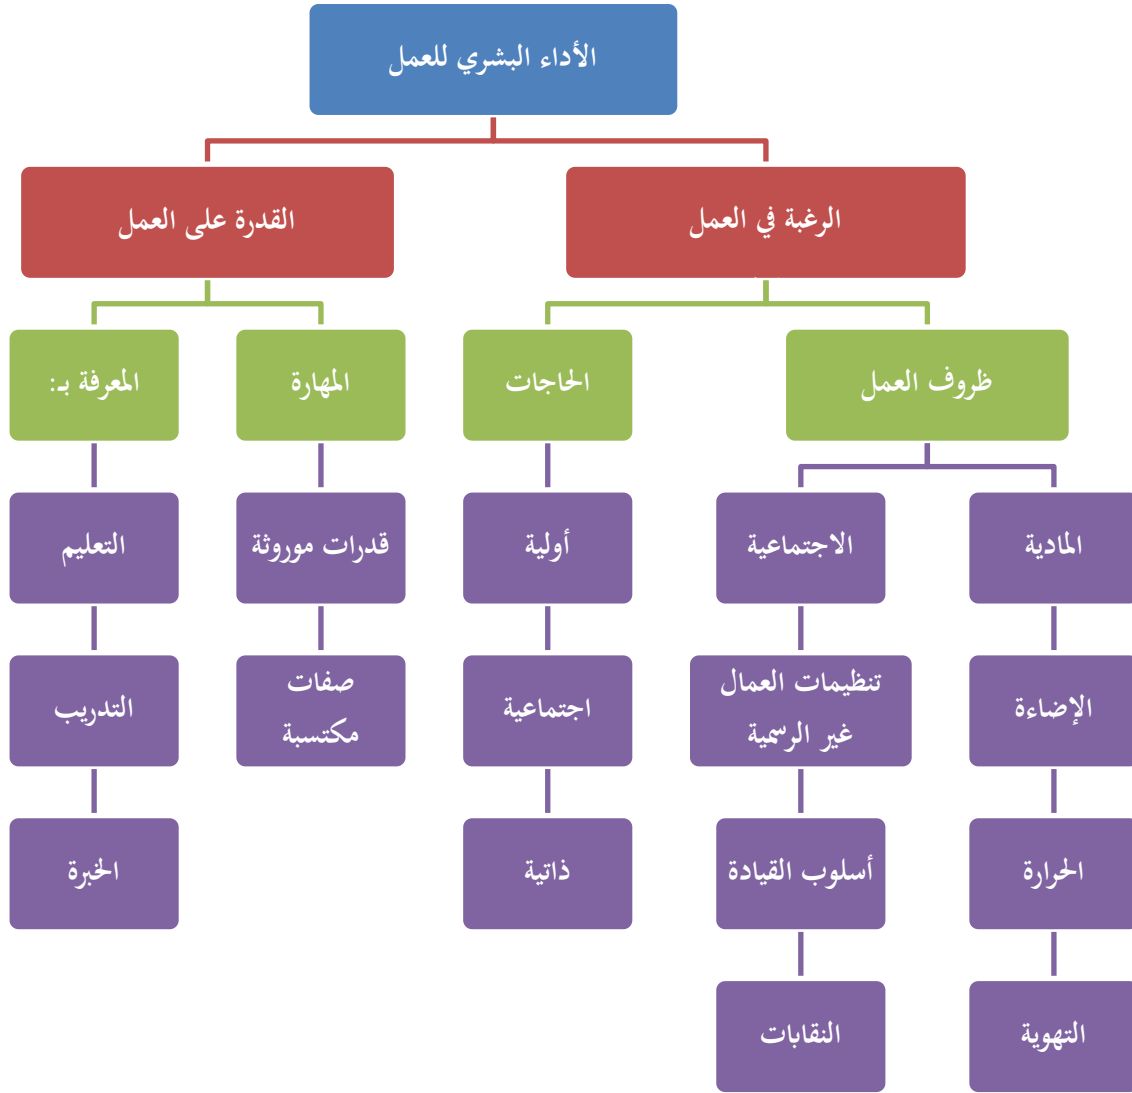 الأداء البشري للعمل
الرغبة في العمل
القدرة على العمل
ظروف العمل
الحاجات
المهارة
المعرفة بـ:
المادية
الاجتماعية
أولية
قدرات موروثة
التعليم
الإضاءة
تنظيمات العمال
غير الرسمية
اجتماعية
صفات
مكتسبة
التدريب
الحرارة
أسلوب القيادة
ذاتية
الخبرة
التهوية
النقابات